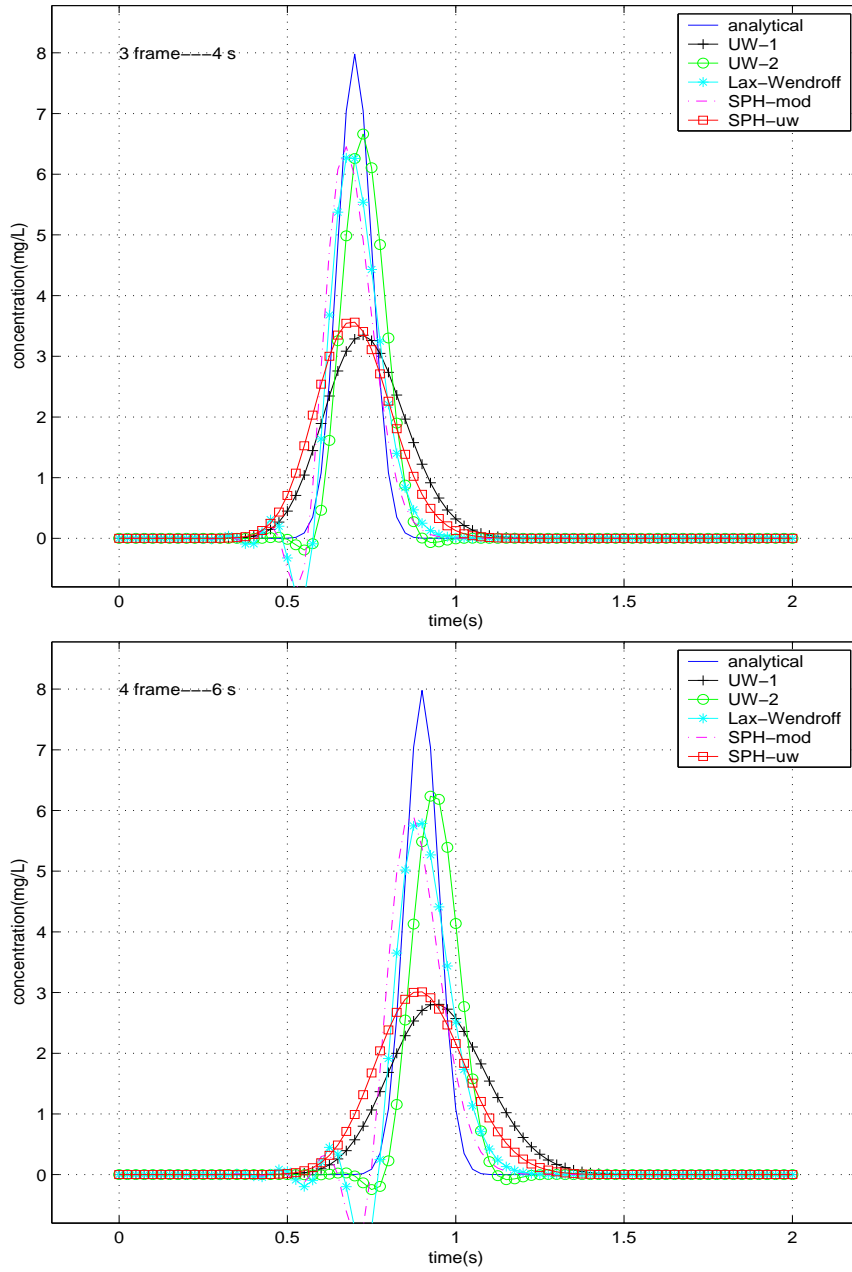 3 frame---4 s
analytical
UW-1
UW-2
Lax-Wendroff
SPH-mod
SPH-uw
8
7
6
5
4
3
2
1
0
concentration(mg/L)
0
0.5
1
1.5
2
time(s)
4 frame---6 s
analytical
UW-1
UW-2
Lax-Wendroff
SPH-mod
SPH-uw
8
7
6
5
4
3
2
1
0
concentration(mg/L)
0
0.5
1
1.5
2
time(s)